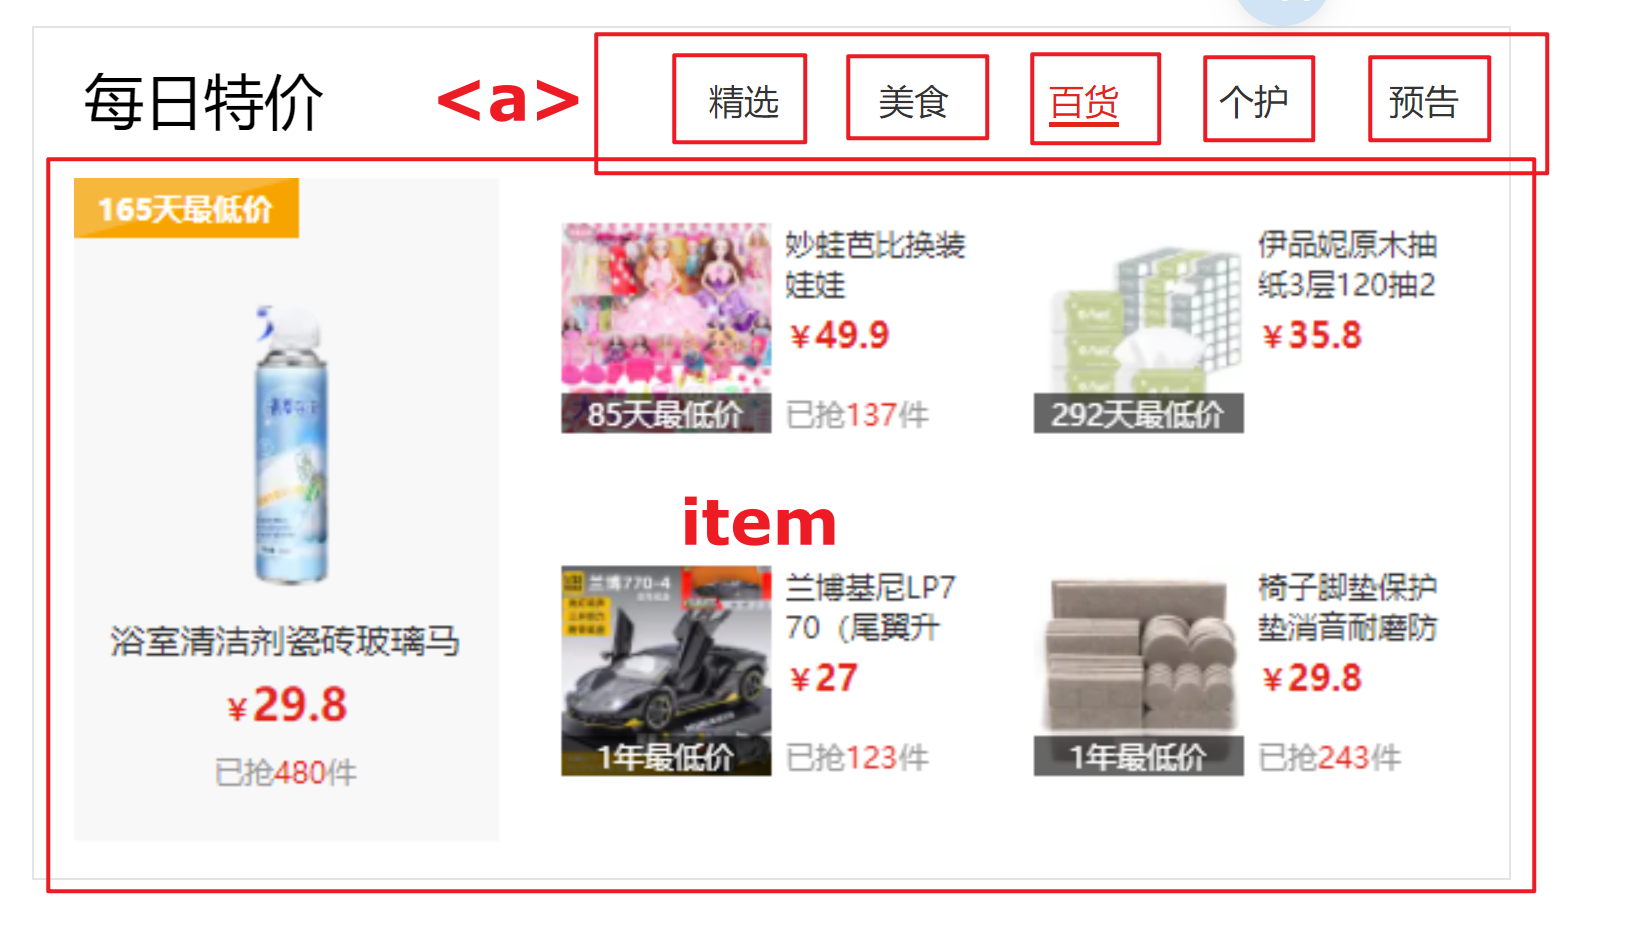 每日特价
<a>
精选
美食
百货
个护
预告
165天最低价
浴室清洁剂瓷砖玻璃马
¥29.8
已抢480件
妙蛙芭比换装
娃娃
¥49.9
85天最低价
已抢137件
伊品妮原木抽
纸3层120抽2
¥35.8
292天最低价
item
兰博770-4
兰博基尼LP7
70（尾翼升
¥27
1年最低价
已抢123件
椅子脚垫保护
垫消音耐磨防
¥29.8
1年最低价
已抢243件